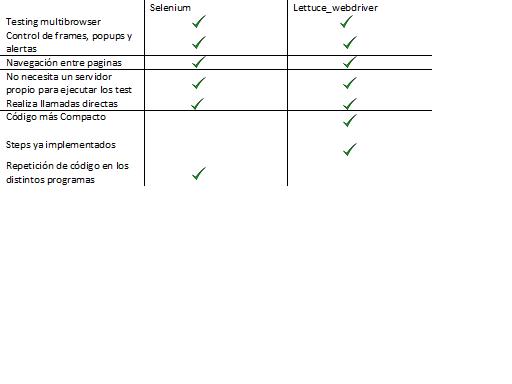 Selenium Lettuce_webdriver
Testing multibrowser
Control de frames, popups y
alertas
Navegación entre paginas
No necesita un servidor
propio para ejecutar los test
Realiza llamadas directas
Código más Compacto
Steps ya implementados
Repetición de código en los
distintos programas